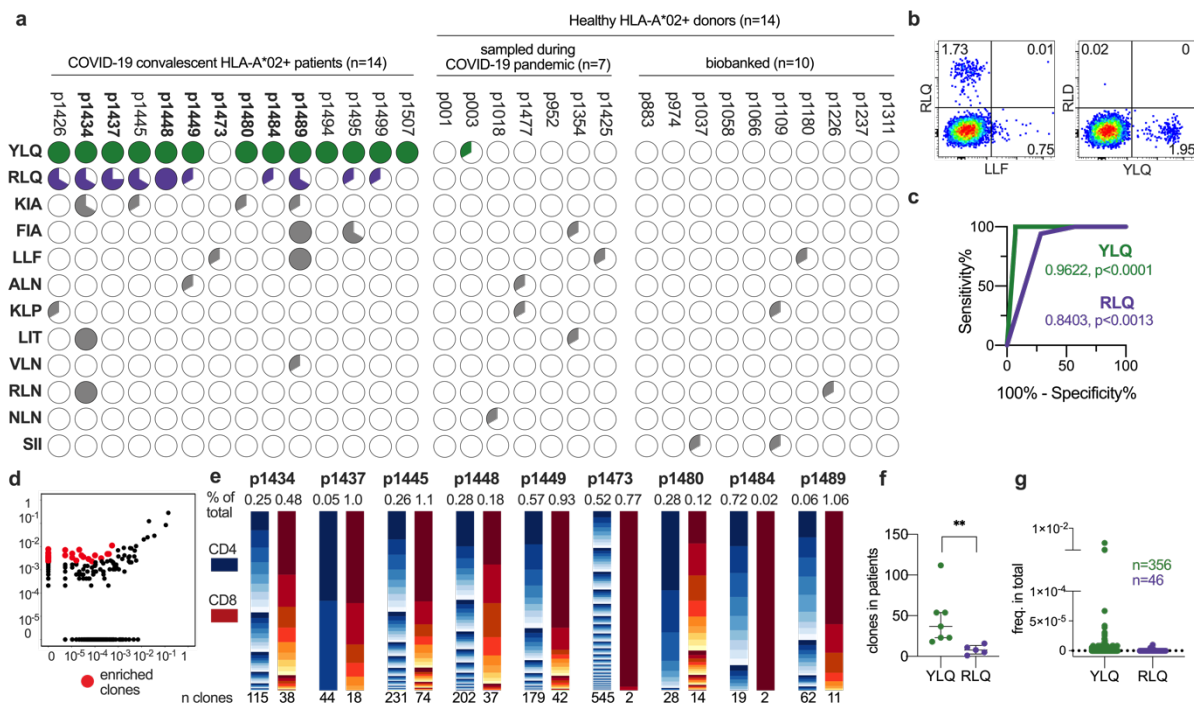 a
Healthy HLA-A*02+ donors (n=14)
COVID-19 convalescent HLA-A*02+ patients (n=14)
sampled during
COVID-19 pandemic (n=7)
biobanked (n=10)
p1426 p1434 p1437 p1445 p1448 p1449 p1473 p1480 p1484 p1489 p1494 p1495 p1499 p1507
p001 p003 p1018 p1477 p952 p1354 p1425
p883 p974 p1037 p1058 p1066 p1109 p1180 p1226 p1237 p1311
YLQ
RLQ
KIA
FIA
LLF
ALN
KLP
LIT
VLN
RLN
NLN
SII
b
1.73 0.01
RLQ
0.75
LLF
0.02 0
RLD
1.95
YLQ
c
100
50
0
Sensitivity%
YLQ
0.9622, p<0.0001
RLQ
0.8403, p<0.0013
0 50 100
100% - Specificity%
d
1
10-1
10-2
10-3
10-5
0
0 10-5 10-4 10-3 10-2 10-1 1
enriched
clones
e
p1434 p1437 p1445 p1448 p1449 p1473 p1480 p1484 p1489
% of
total
0.25 0.48 0.05 1.0 0.26 1.1 0.28 0.18 0.57 0.93 0.52 0.77 0.28 0.12 0.72 0.02 0.06 1.06
CD4
CD8
n clones 115 38 44 18 231 74 202 37 179 42 545 2 28 14 19 2 62 11
f
clones in patients
150
100
50
0
**
YLQ RLQ
g
freq. in total
1×10-2
1×10-4
5×10-5
0
n=356
n=46
YLQ RLQ